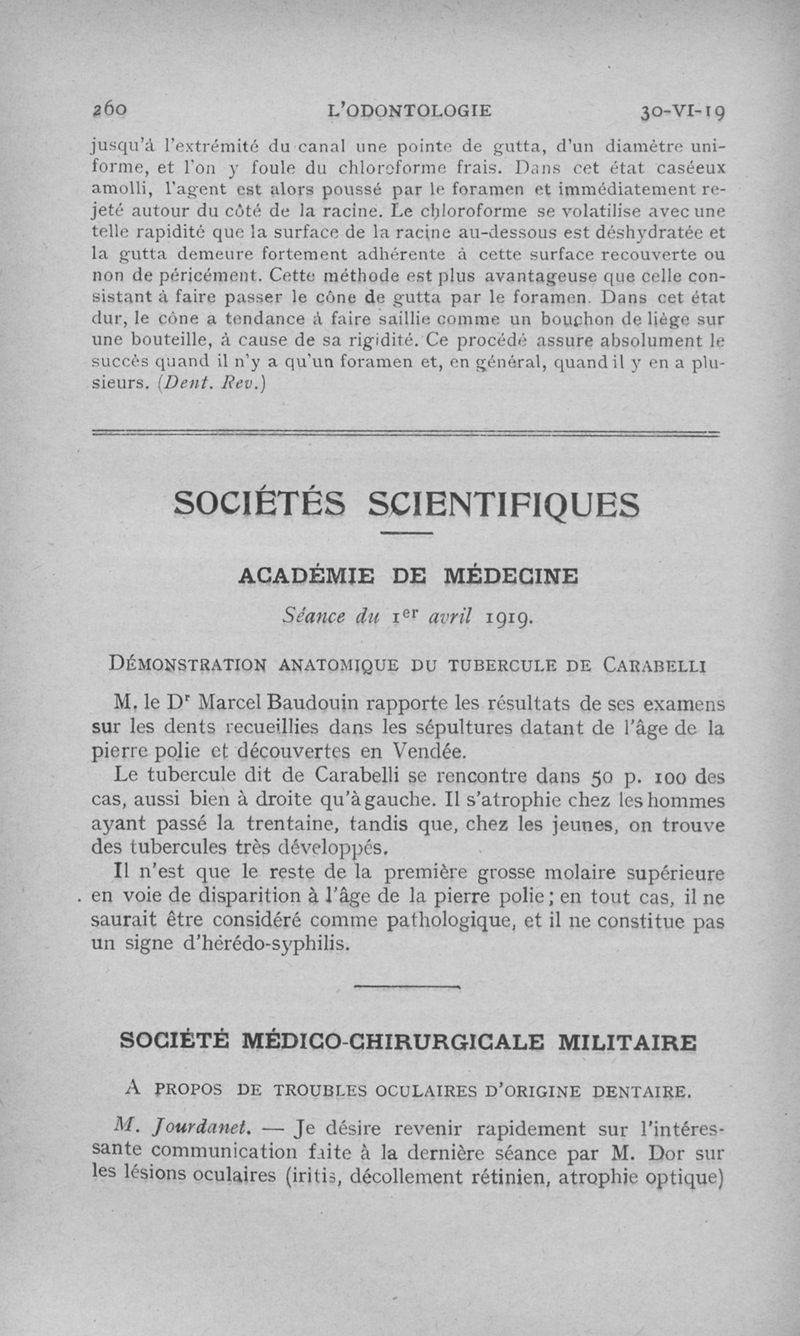 260 L'ODONTOLOGIE 30-VI-19
jusqu'à l'extrémité du canal une pointe de gutta, d'un diamètre uni-
forme, et l'on y foule du chloroforme frais. Dans cet état caséeux
amolli, l'agent est alors poussé par le foramen et immédiatement re-
jeté autour du côté de la racine. Le chloroforme se volatilise avec une
telle rapidité que la surface de la racine au-dessous est déshydratée et
la gutta demeure fortement adhérente à cette surface recouverte ou
non de péricément. Cette méthode est plus avantageuse que celle con-
sistant à faire passer le cône de gutta par le foramen. Dans cet état
dur, le cône a tendance à faire saillie comme un bouchon de liège sur
une bouteille, à cause de sa rigidité. Ce procédé assure absolument le
succès quand il n'y a qu'un foramen et, en général, quand il y en a plu-
sieurs. (Dent. Rev.)
SOCIÉTÉS SCIENTIFIQUES
ACADÉMIE DE MÉDECINE
Séance du 1er avril 1919.
DÉMONSTRATION ANATOMIQUE DU TUBERCULE DE CARABELLI
M. le Dr Marcel Baudouin rapporte les résultats de ses examens
sur les dents recueillies dans les sépultures datant de l'âge de la
pierre polie et découvertes en Vendée.
Le tubercule dit de Carabelli se rencontre dans 50 p. 100 des
cas, aussi bien à droite qu'à gauche. Il s'atrophie chez les hommes
ayant passé la trentaine, tandis que, chez les jeunes, on trouve
des tubercules très développés.
Il n'est que le reste de la première grosse molaire supérieure
en voie de disparition à l'âge de la pierre polie ; en tout cas, il ne
saurait être considéré comme pathologique, et il ne constitue pas
un signe d'hérédo-syphilis.
SOCIÉTÉ MÉDICO-CHIRURGICALE MILITAIRE
A PROPOS DE TROUBLES OCULAIRES D'ORIGINE DENTAIRE.
M. Jourdanet. — Je désire revenir rapidement sur l'intéres-
sante communication faite à la dernière séance par M. Dor sur
les lésions oculaires (iritis, décollement rétinien, atrophie optique)